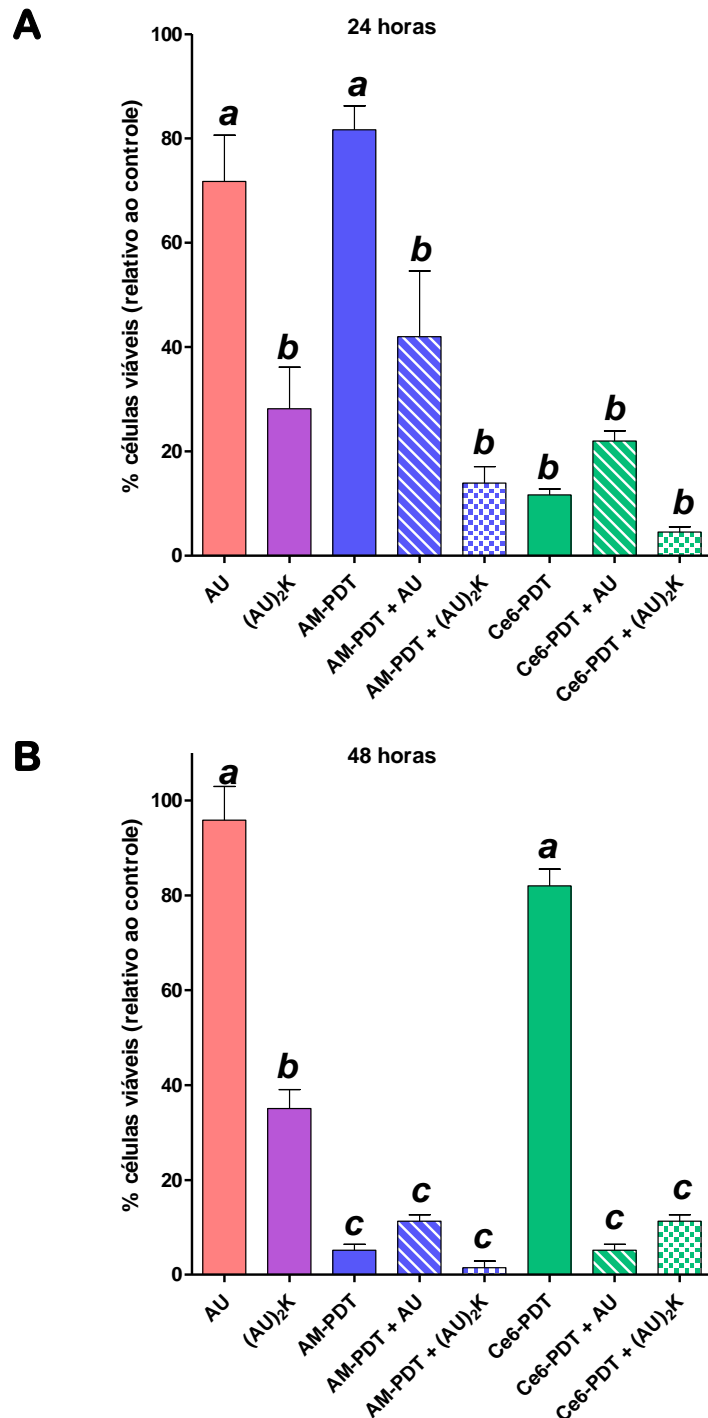 A
24 horas
% células viáveis (relativo ao controle)
100
80
60
40
20
0
a
b
a
b
b
b
b
b
AU
(AU)₂K
AM-PDT
AM-PDT + AU
AM-PDT + (AU)₂K
Ce6-PDT
Ce6-PDT + AU
Ce6-PDT + (AU)₂K
B
48 horas
% células viáveis (relativo ao controle)
100
80
60
40
20
0
a
b
c
c
c
a
c
c
AU
(AU)₂K
AM-PDT
AM-PDT + AU
AM-PDT + (AU)₂K
Ce6-PDT
Ce6-PDT + AU
Ce6-PDT + (AU)₂K